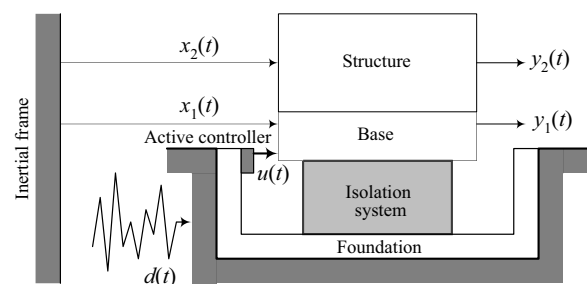 x₂(t)
Structure
y₂(t)
x₁(t)
y₁(t)
Active controller
Base
u(t)
Inertial frame
Isolation
system
Foundation
d(t)